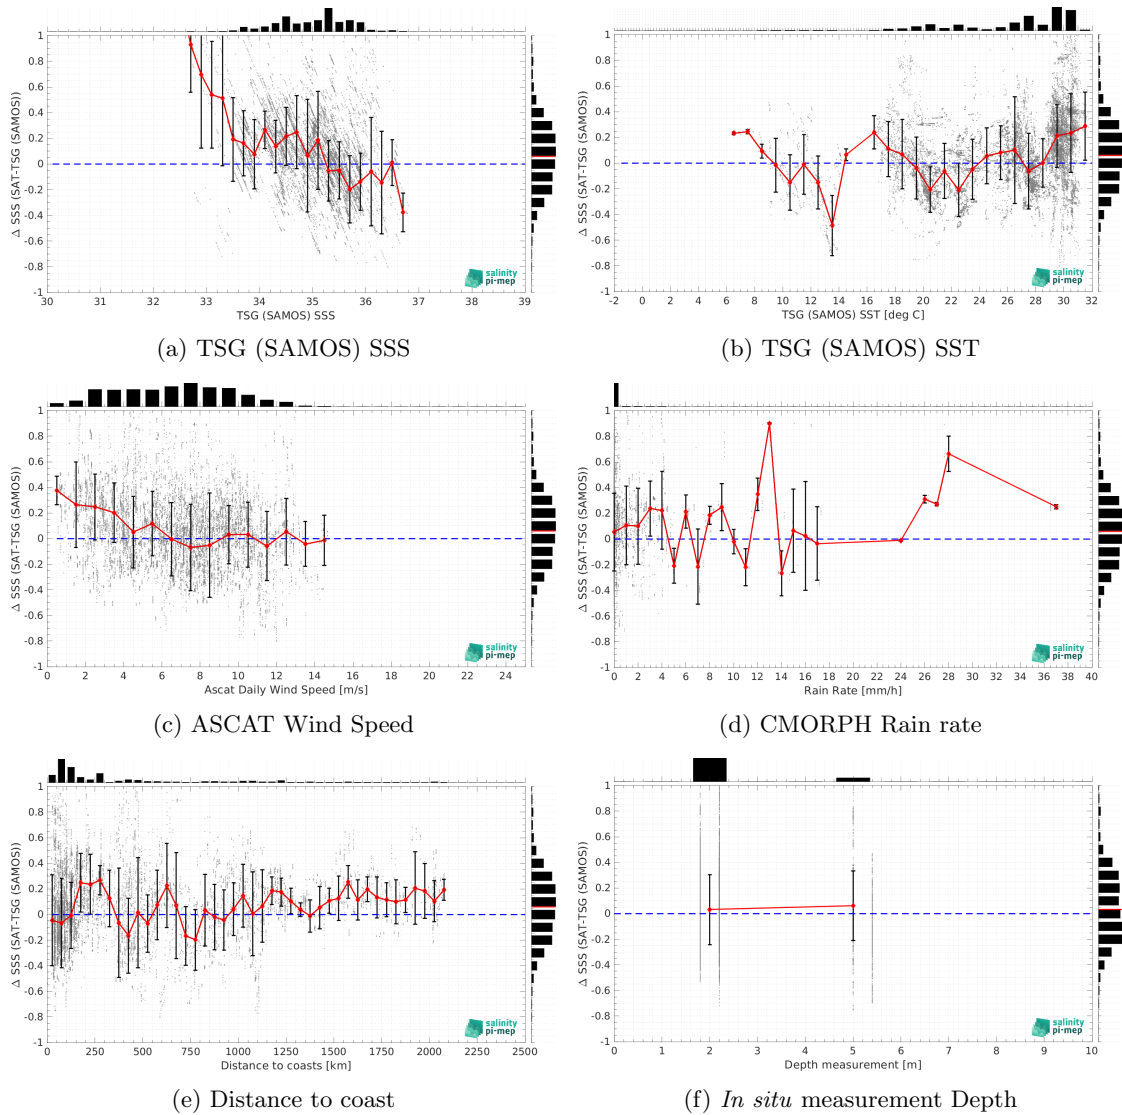 1
0.8
0.6
0.4
0.2
0
-0.2
-0.4
-0.6
-0.8
-1
Δ SSS (SAT-TSG (SAMOS))
30 31 32 33 34 35 36 37 38 39
TSG (SAMOS) SSS
salinity
pi-mep
(a) TSG (SAMOS) SSS
1
0.8
0.6
0.4
0.2
0
-0.2
-0.4
-0.6
-0.8
-1
Δ SSS (SAT-TSG (SAMOS))
-2 0 2 4 6 8 10 12 14 16 18 20 22 24 26 28 30 32
TSG (SAMOS) SST [deg C]
salinity
pi-mep
(b) TSG (SAMOS) SST
1
0.8
0.6
0.4
0.2
0
-0.2
-0.4
-0.6
-0.8
-1
Δ SSS (SAT-TSG (SAMOS))
0 2 4 6 8 10 12 14 16 18 20 22 24
Ascat Daily Wind Speed [m/s]
salinity
pi-mep
(c) ASCAT Wind Speed
1
0.8
0.6
0.4
0.2
0
-0.2
-0.4
-0.6
-0.8
-1
Δ SSS (SAT-TSG (SAMOS))
0 2 4 6 8 10 12 14 16 18 20 22 24 26 28 30 32 34 36 38 40
Rain Rate [mm/h]
salinity
pi-mep
(d) CMORPH Rain rate
1
0.8
0.6
0.4
0.2
0
-0.2
-0.4
-0.6
-0.8
-1
Δ SSS (SAT-TSG (SAMOS))
0 250 500 750 1000 1250 1500 1750 2000 2250 2500
Distance to coasts [km]
salinity
pi-mep
(e) Distance to coast
1
0.8
0.6
0.4
0.2
0
-0.2
-0.4
-0.6
-0.8
-1
Δ SSS (SAT-TSG (SAMOS))
0 1 2 3 4 5 6 7 8 9 10
Depth measurement [m]
salinity
pi-mep
(f) In situ measurement Depth